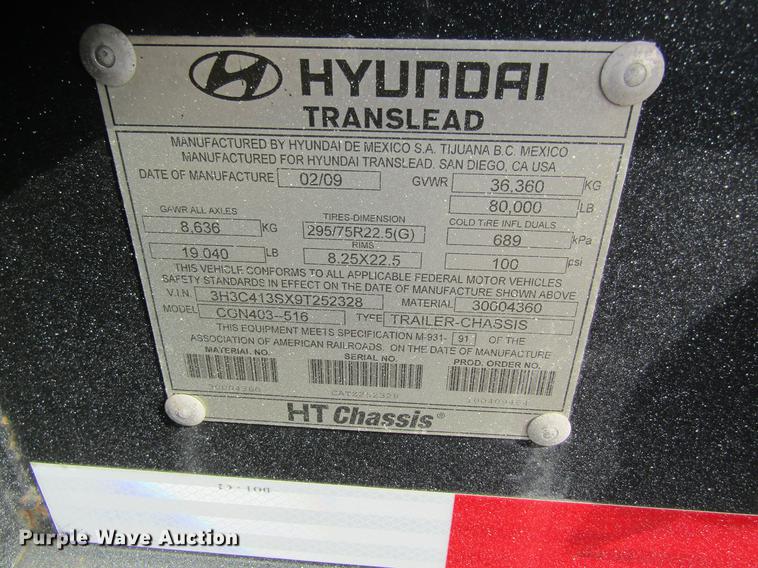 HYUNDAI
TRANSLEAD
MANUFACTURED BY HYUNDAI DE MEXICO S.A. TIJUANA B.C. MEXICO
MANUFACTURED FOR HYUNDAI TRANSLEAD. SAN DIEGO, CA USA
DATE OF MANUFACTURE 02/09 GVWR 36,360 KG
80,000 LB
GAWR ALL AXLES TIRES-DIMENSION COLD TIRE INFL DUALS
8,636 KG 295/75R22.5(G) 689 kPa
RIMS
19 040 LB 8.25X22.5 100 psi
THIS VEHICLE CONFORMS TO ALL APPLICABLE FEDERAL MOTOR VEHICLES
SAFETY STANDARDS IN EFFECT ON THE DATE OF MANUFACTURE SHOWN ABOVE
V.I.N. 3H3C413SX9T252328 MATERIAL 30004360
MODEL CON403--516 TYPE TRAILER-CHASSIS
THIS EQUIPMENT MEETS SPECIFICATION M-931- 91 OF THE
ASSOCIATION OF AMERICAN RAILROADS. ON THE DATE OF MANUFACTURE
MATERIAL NO. SERIAL NO. PROD. ORDER NO.
30004360
HT Chassis®
DOT-C2
Purple Wave Auction